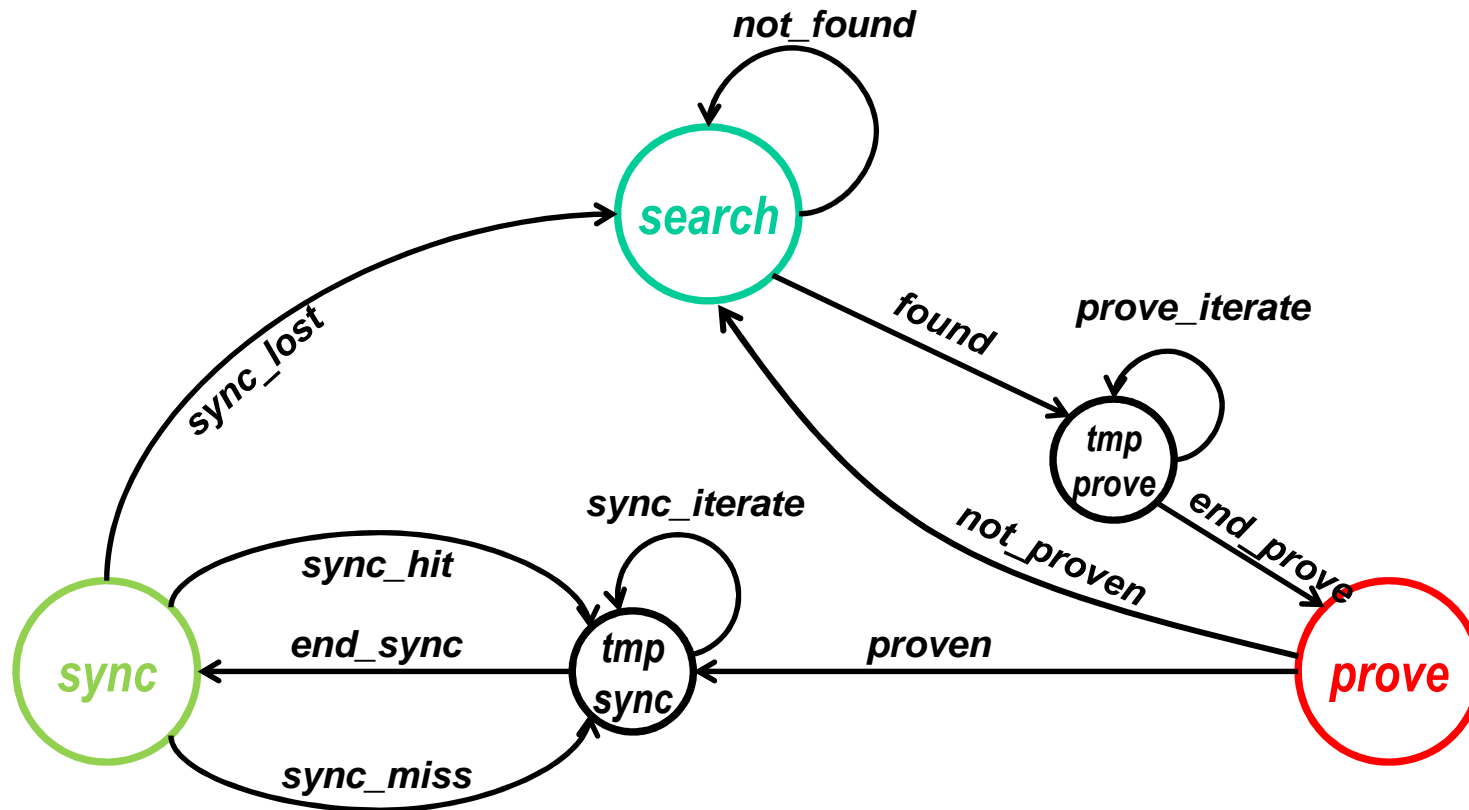 not_found
search
found
prove_iterate
sync_lost
tmp
prove
sync_iterate
not_proven
end_prove
sync_hit
end_sync
tmp
sync
proven
sync
prove
sync_miss